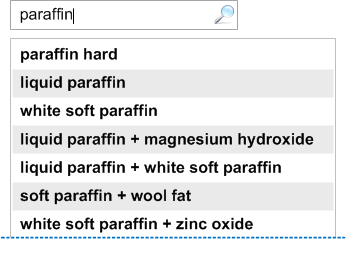 paraffin
paraffin hard
liquid paraffin
white soft paraffin
liquid paraffin + magnesium hydroxide
liquid paraffin + white soft paraffin
soft paraffin + wool fat
white soft paraffin + zinc oxide